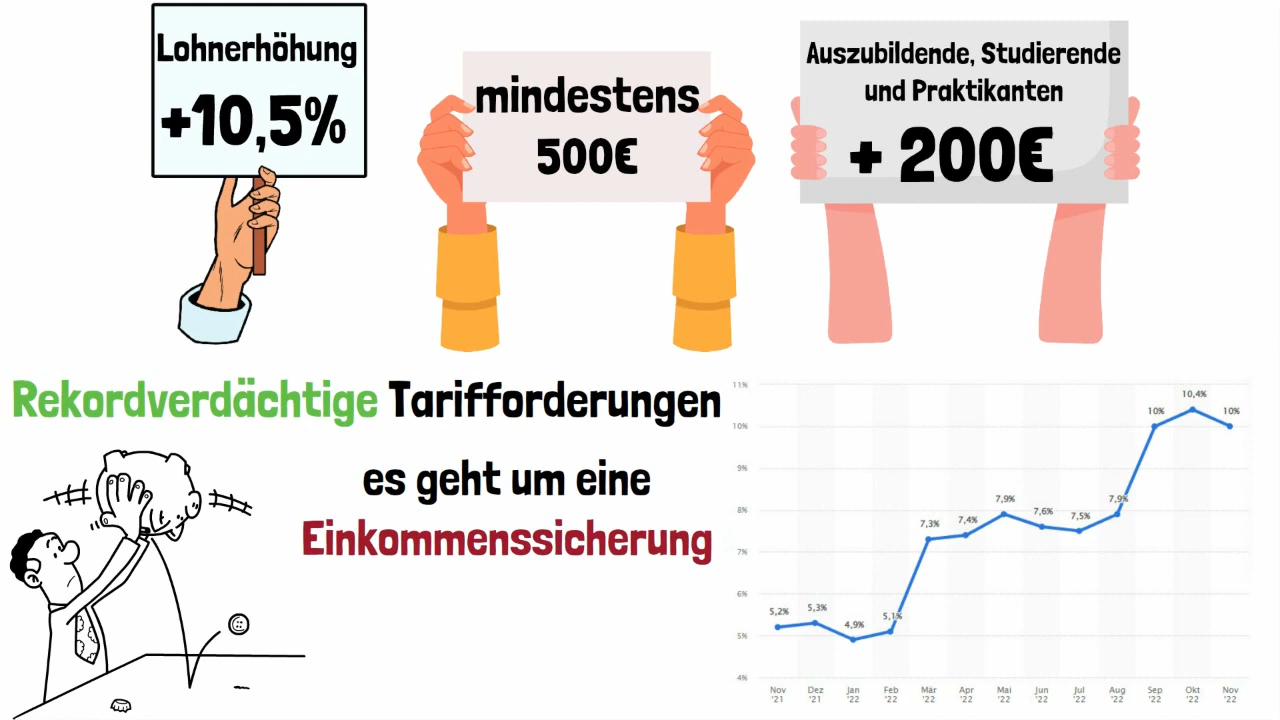 Lohnerhöhung
+10,5%
mindestens
500€
Auszubildende, Studierende
und Praktikanten
+ 200€
Rekordverdächtige Tarifforderungen
es geht um eine
Einkommenssicherung
11%
10%
9%
8%
7%
6%
5%
4%
5,2%
5,3%
4,9%
5,1%
7,3%
7,4%
7,9%
7,6%
7,5%
7,9%
10%
10,4%
10%
Nov Dez Jan Feb Mär Apr Mai Jun Jul Aug Sep Okt Nov
'21 '21 '22 '22 '22 '22 '22 '22 '22 '22 '22 '22 '22